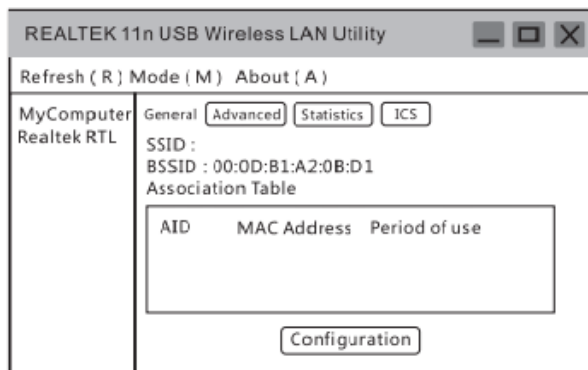 REALTEK 11n USB Wireless LAN Utility
Refresh ( R ) Mode ( M ) About ( A )
MyComputer
Realtek RTL
General Advanced Statistics ICS
SSID :
BSSID : 00:0D:B1:A2:0B:D1
Association Table
AID MAC Address Period of use
Configuration